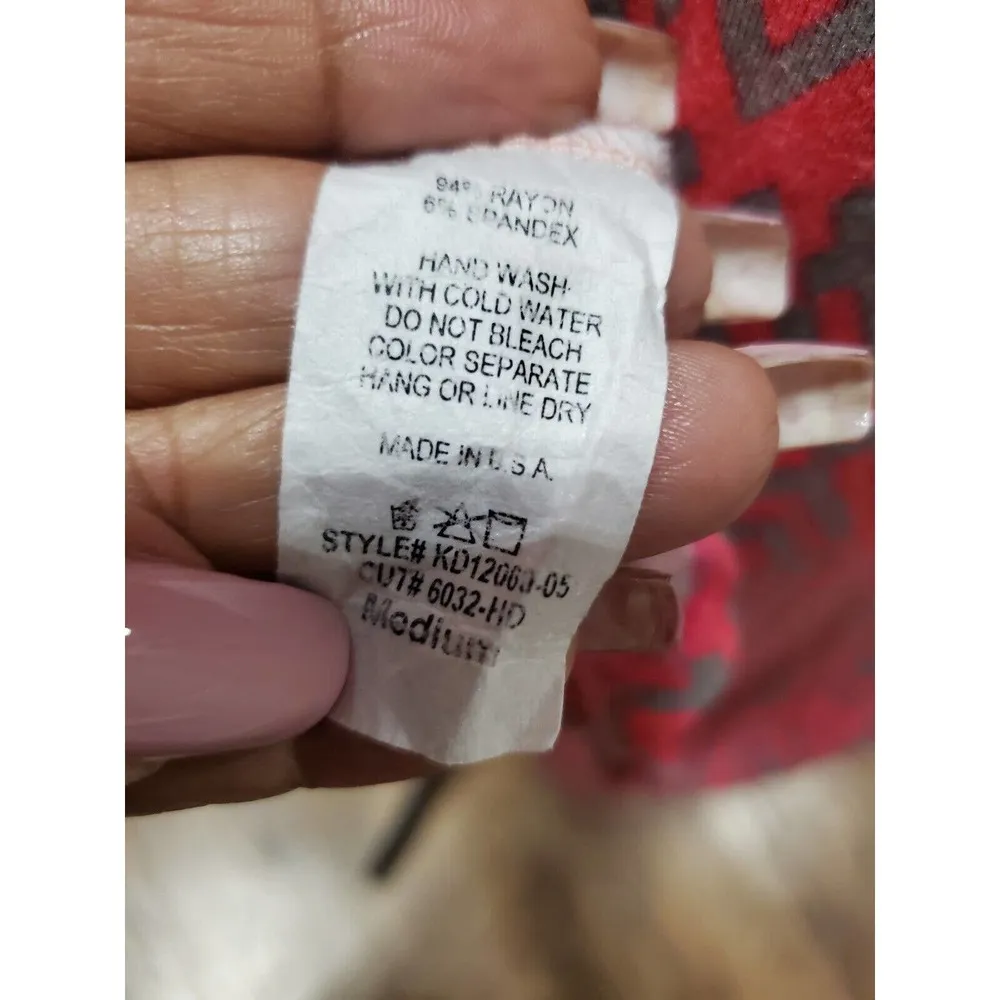 94% RAYON
6% SPANDEX
HAND WASH
WITH COLD WATER
DO NOT BLEACH
COLOR SEPARATE
HANG OR LINE DRY
MADE IN U.S.A.
STYLE# KD12063-05
CUT# 6032-HD
Medium